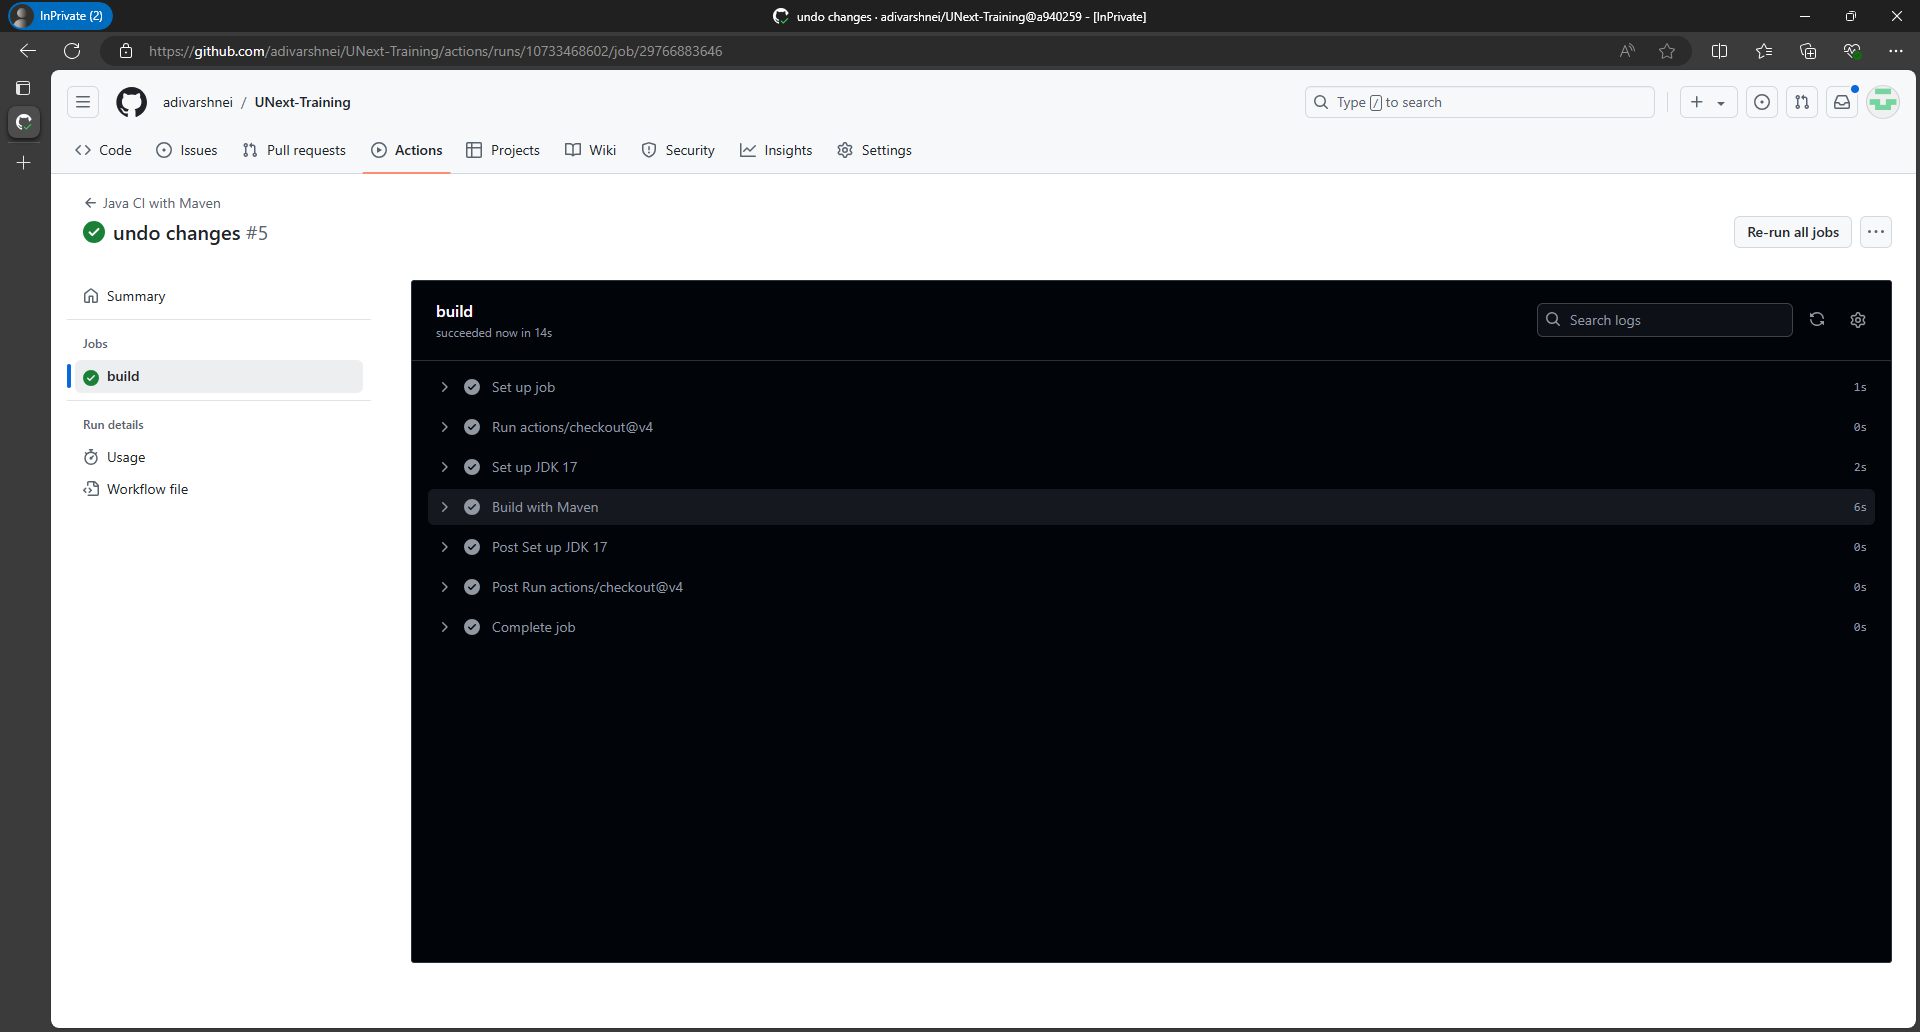 InPrivate (2)
undo changes · adivarshnei/UNext-Training@a940259 - [InPrivate]
https://github.com/adivarshnei/UNext-Training/actions/runs/10733468602/job/29766883646
adivarshnei / UNext-Training
Type / to search
Code
Issues
Pull requests
Actions
Projects
Wiki
Security
Insights
Settings
Java CI with Maven
undo changes #5
Re-run all jobs
Summary
Jobs
build
Run details
Usage
Workflow file
build
succeeded now in 14s
Search logs
Set up job 1s
Run actions/checkout@v4 0s
Set up JDK 17 2s
Build with Maven 6s
Post Set up JDK 17 0s
Post Run actions/checkout@v4 0s
Complete job 0s